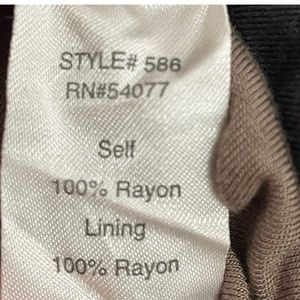 STYLE# 586
RN#54077
Self
100% Rayon
Lining
100% Rayon